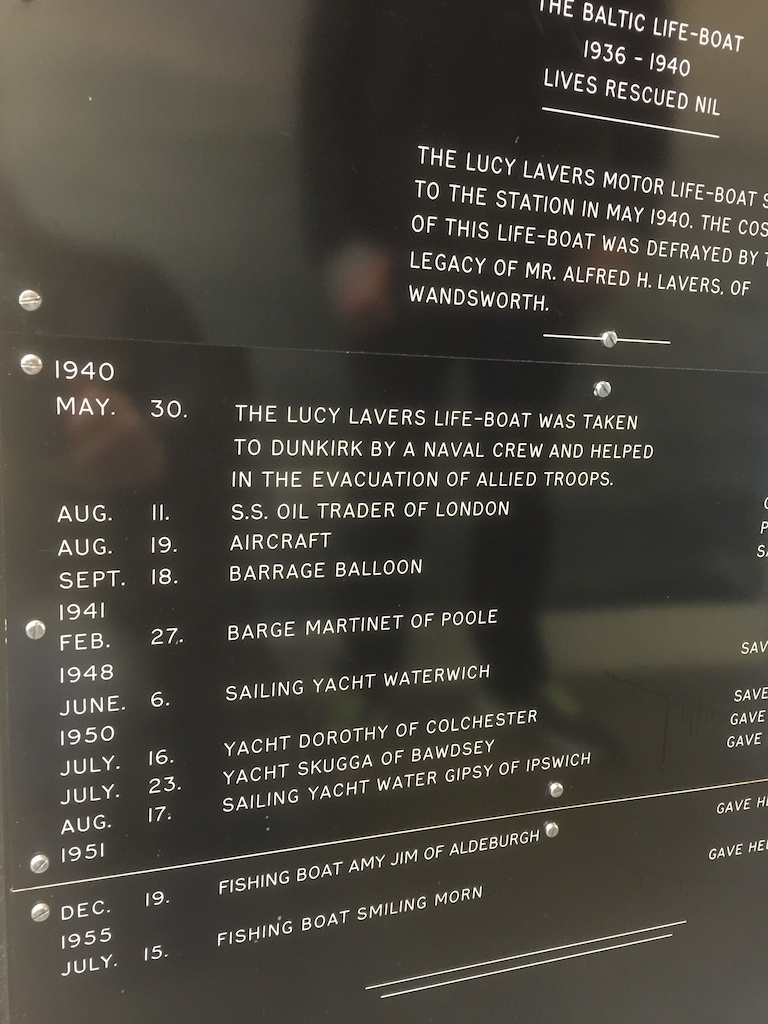 THE BALTIC LIFE-BOAT
1936 - 1940
LIVES RESCUED NIL
THE LUCY LAVERS MOTOR LIFE-BOAT S
TO THE STATION IN MAY 1940. THE COS
OF THIS LIFE-BOAT WAS DEFRAYED BY T
LEGACY OF MR. ALFRED H. LAVERS, OF
WANDSWORTH.
1940
MAY. 30. THE LUCY LAVERS LIFE-BOAT WAS TAKEN
TO DUNKIRK BY A NAVAL CREW AND HELPED
IN THE EVACUATION OF ALLIED TROOPS.
AUG. 11. S.S. OIL TRADER OF LONDON
AUG. 19. AIRCRAFT
SEPT. 18. BARRAGE BALLOON
1941
FEB. 27. BARGE MARTINET OF POOLE
1948
JUNE. 6. SAILING YACHT WATERWICH SAV
1950
JULY. 16. YACHT DOROTHY OF COLCHESTER SAVE
JULY. 23. YACHT SKUGGA OF BAWDSEY GAVE
AUG. 17. SAILING YACHT WATER GIPSY OF IPSWICH GAVE
1951
DEC. 19. FISHING BOAT AMY JIM OF ALDEBURGH GAVE HE
1955
JULY. 15. FISHING BOAT SMILING MORN GAVE HEL